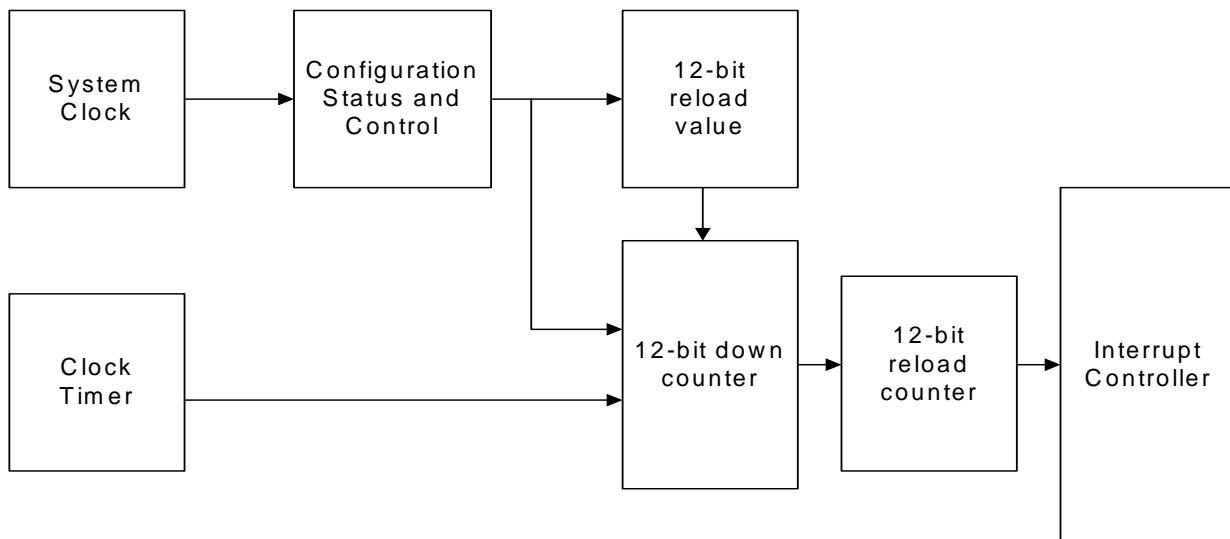 System
Clock
Configuration
Status and
Control
12-bit
reload
value
Clock
Timer
12-bit down
counter
12-bit
reload
counter
Interrupt
Controller